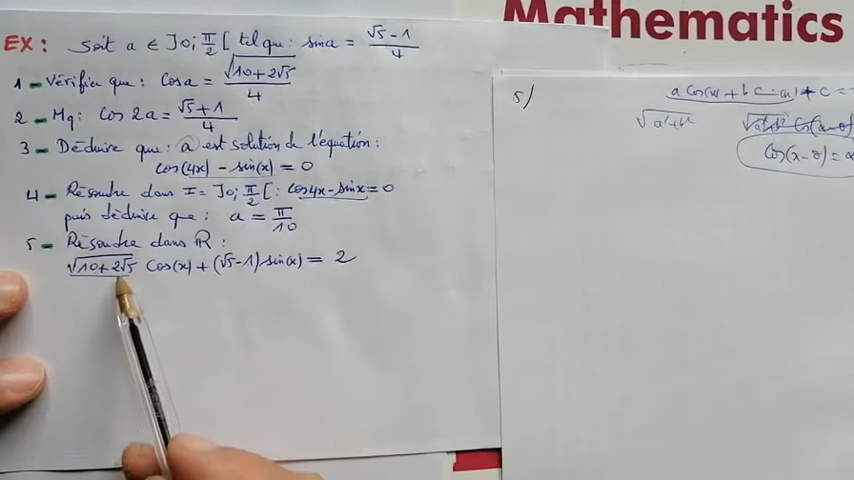 Mathematics
EX: Soit a ∈ ]0; π/2[ tel que: sin a = (√5 - 1)/4
1 - Vérifier que: Cos a = √(10+2√5)/4
2 - Mq: Cos 2a = (√5+1)/4
3 - Déduire que: a est solution de l'équation:
cos(4x) - sin(x) = 0
4 - Résoudre dans I = ]0; π/2[: cos4x - sinx = 0
puis déduire que: a = π/10
5 - Résoudre dans ℝ:
√(10+2√5) Cos(x) + (√5-1) sin(x) = 2
5/
a Cos(x) + b
+ c =
√(a²+b²)
Cos(x-θ) =